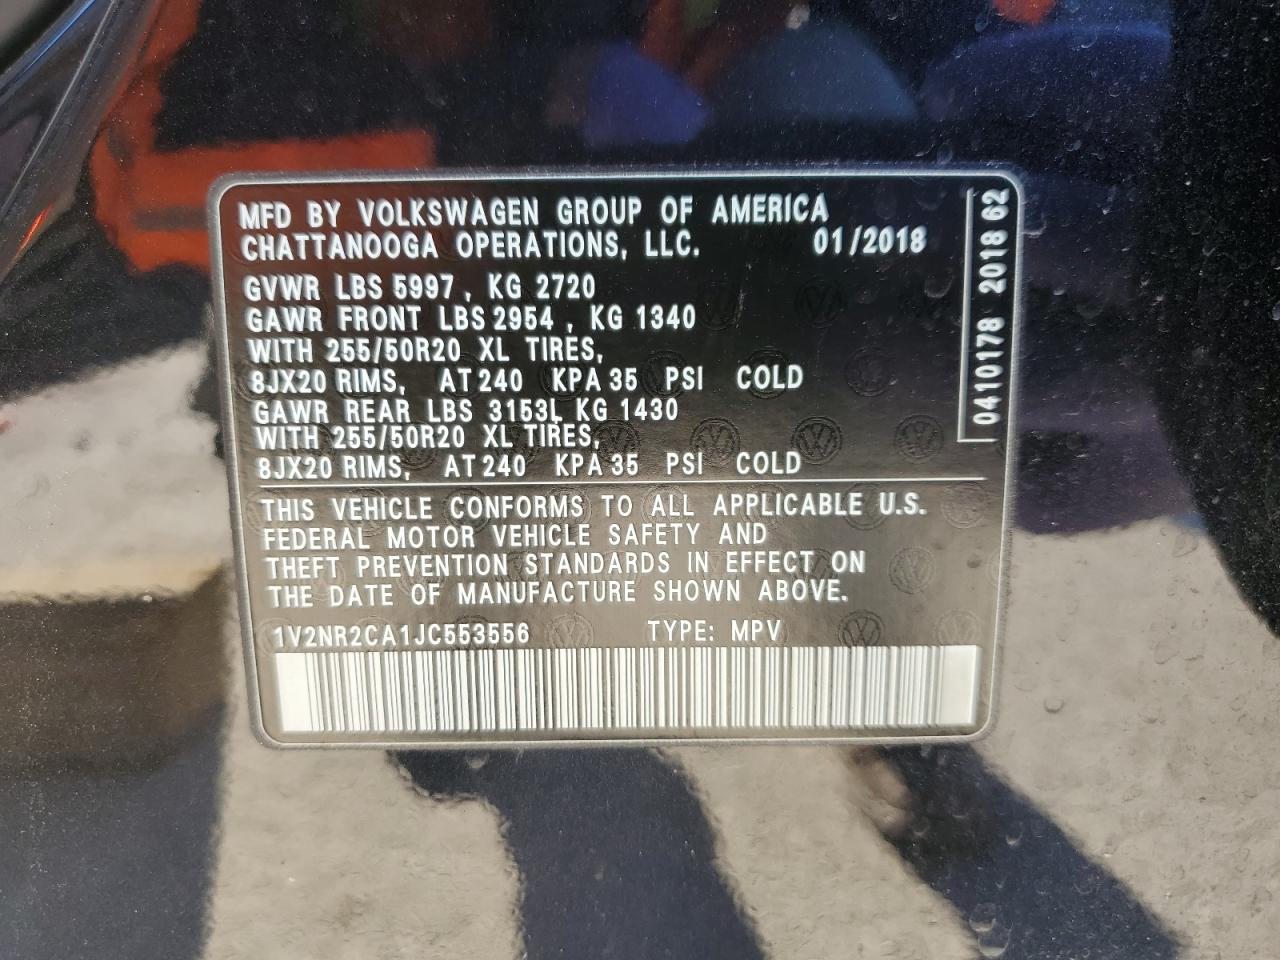 MFD BY VOLKSWAGEN GROUP OF AMERICA
CHATTANOOGA OPERATIONS, LLC. 01/2018
GVWR LBS 5997, KG 2720
GAWR FRONT LBS 2954, KG 1340
WITH 255/50R20 XL TIRES,
8JX20 RIMS, AT 240 KPA 35 PSI COLD
GAWR REAR LBS 3153L KG 1430
WITH 255/50R20 XL TIRES,
8JX20 RIMS, AT 240 KPA 35 PSI COLD
THIS VEHICLE CONFORMS TO ALL APPLICABLE U.S.
FEDERAL MOTOR VEHICLE SAFETY AND
THEFT PREVENTION STANDARDS IN EFFECT ON
THE DATE OF MANUFACTURE SHOWN ABOVE.
1V2NR2CA1JC553556 TYPE: MPV
0410178 2018 62